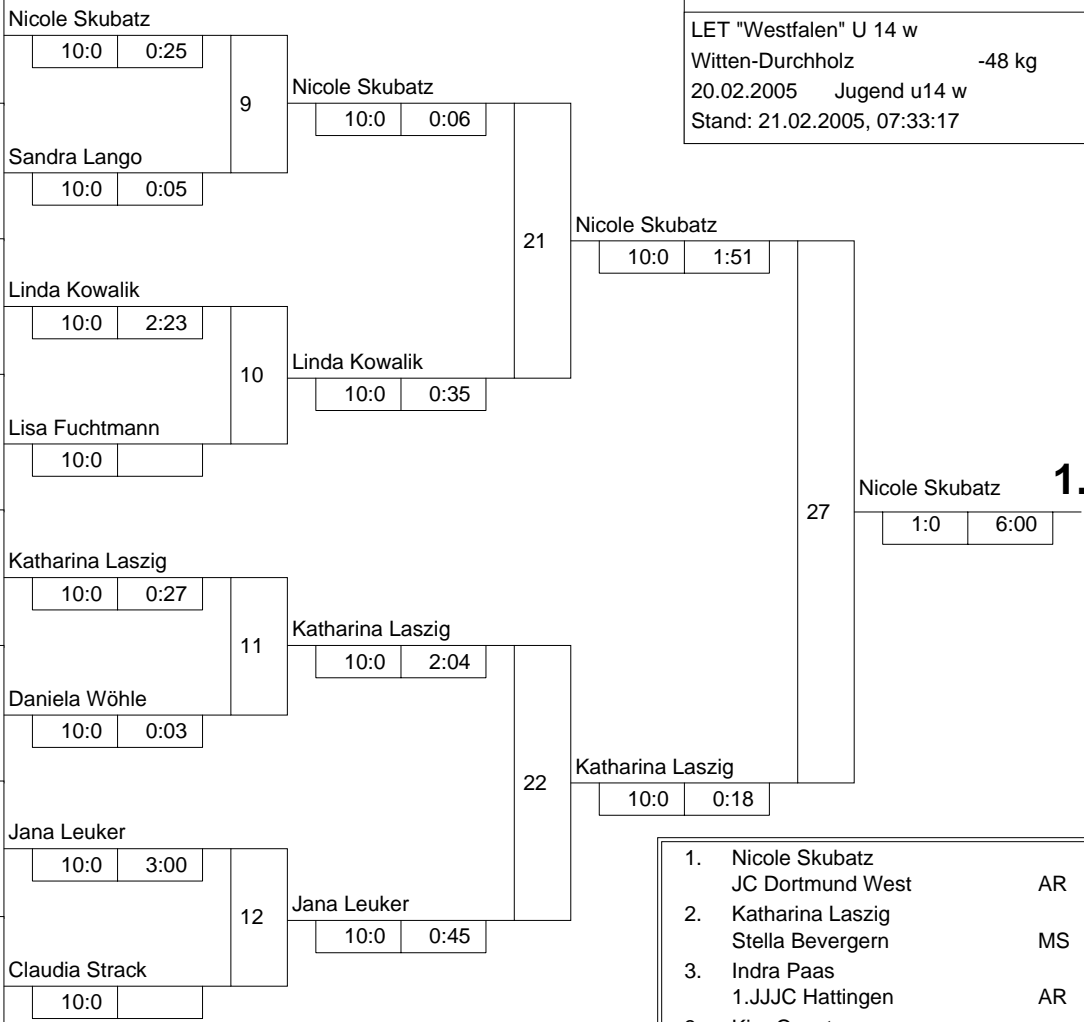 Nicole Skubatz
10:0 0:25
9
Sandra Lango
10:0 0:05
Linda Kowalik
10:0 2:23
10
Lisa Fuchtmann
10:0
Katharina Laszig
10:0 0:27
11
Daniela Wöhle
10:0 0:03
Jana Leuker
10:0 3:00
12
Claudia Strack
10:0
Nicole Skubatz
10:0 0:06
21
Linda Kowalik
10:0 0:35
Katharina Laszig
10:0 2:04
22
Jana Leuker
10:0 0:45
Nicole Skubatz
10:0 1:51
27
Katharina Laszig
10:0 0:18
Nicole Skubatz 1.
1:0 6:00
LET "Westfalen" U 14 w
Witten-Durchholz -48 kg
20.02.2005 Jugend u14 w
Stand: 21.02.2005, 07:33:17
1. Nicole Skubatz
JC Dortmund West AR
2. Katharina Laszig
Stella Bevergern MS
3. Indra Paas
1.JJJC Hattingen AR